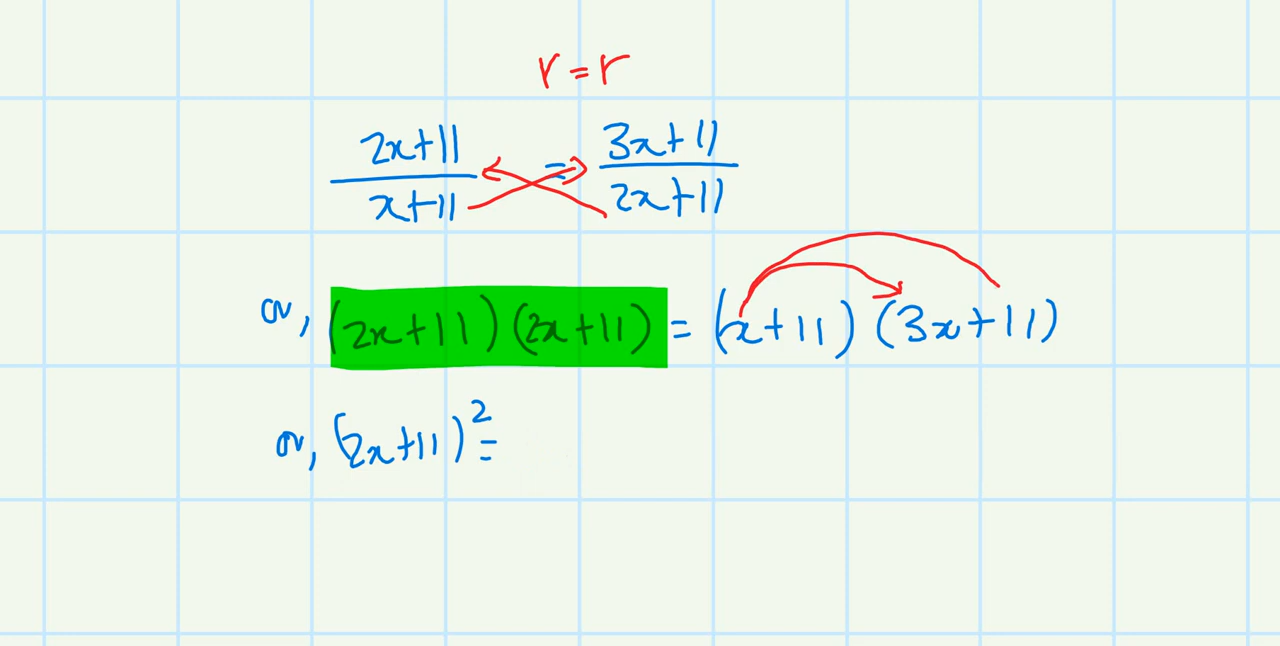 r = r
2x+11 / x+11 = 3x+11 / 2x+11
or, (2x+11)(2x+11) = (x+11)(3x+11)
or, (2x+11)² =